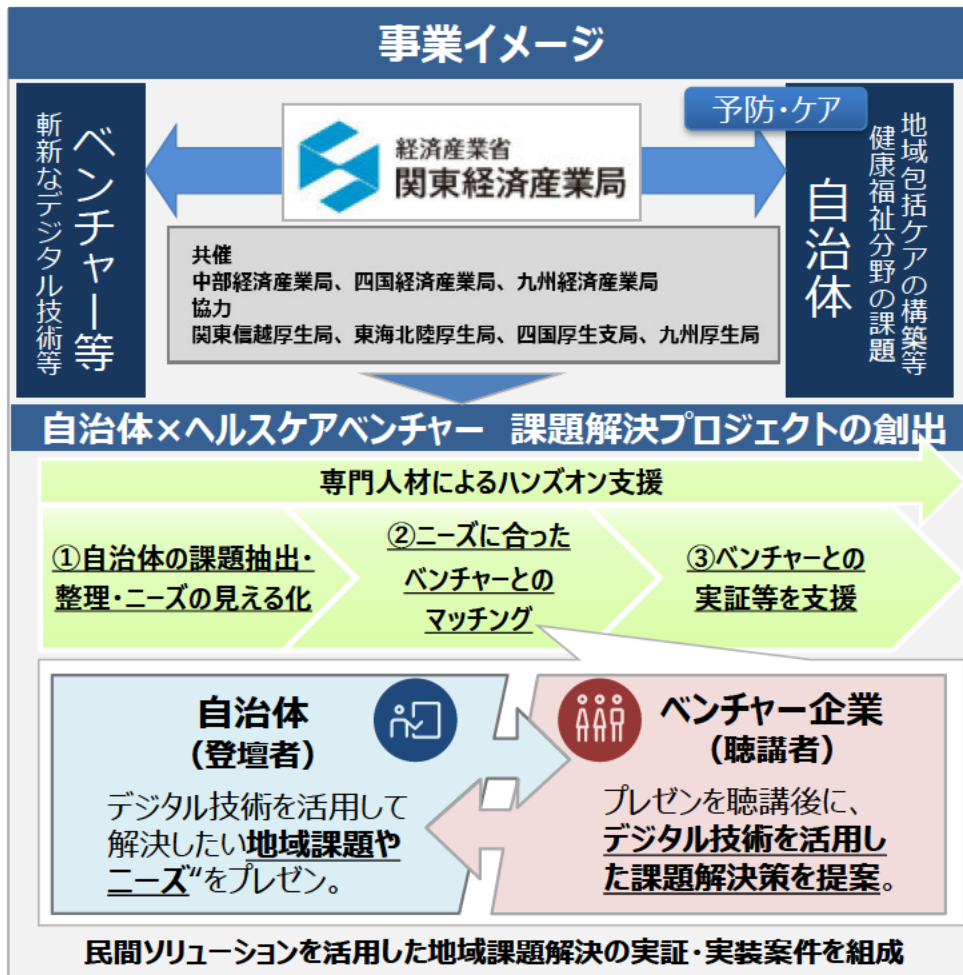 事業イメージ
ベンチャー等
斬新なデジタル技術等
経済産業省
関東経済産業局
予防・ケア
地域包括ケアの構築等
健康福祉分野の課題
自治体
共催
中部経済産業局、四国経済産業局、九州経済産業局
協力
関東信越厚生局、東海北陸厚生局、四国厚生支局、九州厚生局
自治体×ヘルスケアベンチャー 課題解決プロジェクトの創出
専門人材によるハンズオン支援
①自治体の課題抽出・
整理・ニーズの見える化
②ニーズに合った
ベンチャーとの
マッチング
③ベンチャーとの
実証等を支援
自治体
(登壇者)
デジタル技術を活用して
解決したい地域課題や
ニーズ“をプレゼン。
ベンチャー企業
(聴講者)
プレゼンを聴講後に、
デジタル技術を活用し
た課題解決策を提案。
民間ソリューションを活用した地域課題解決の実証・実装案件を組成